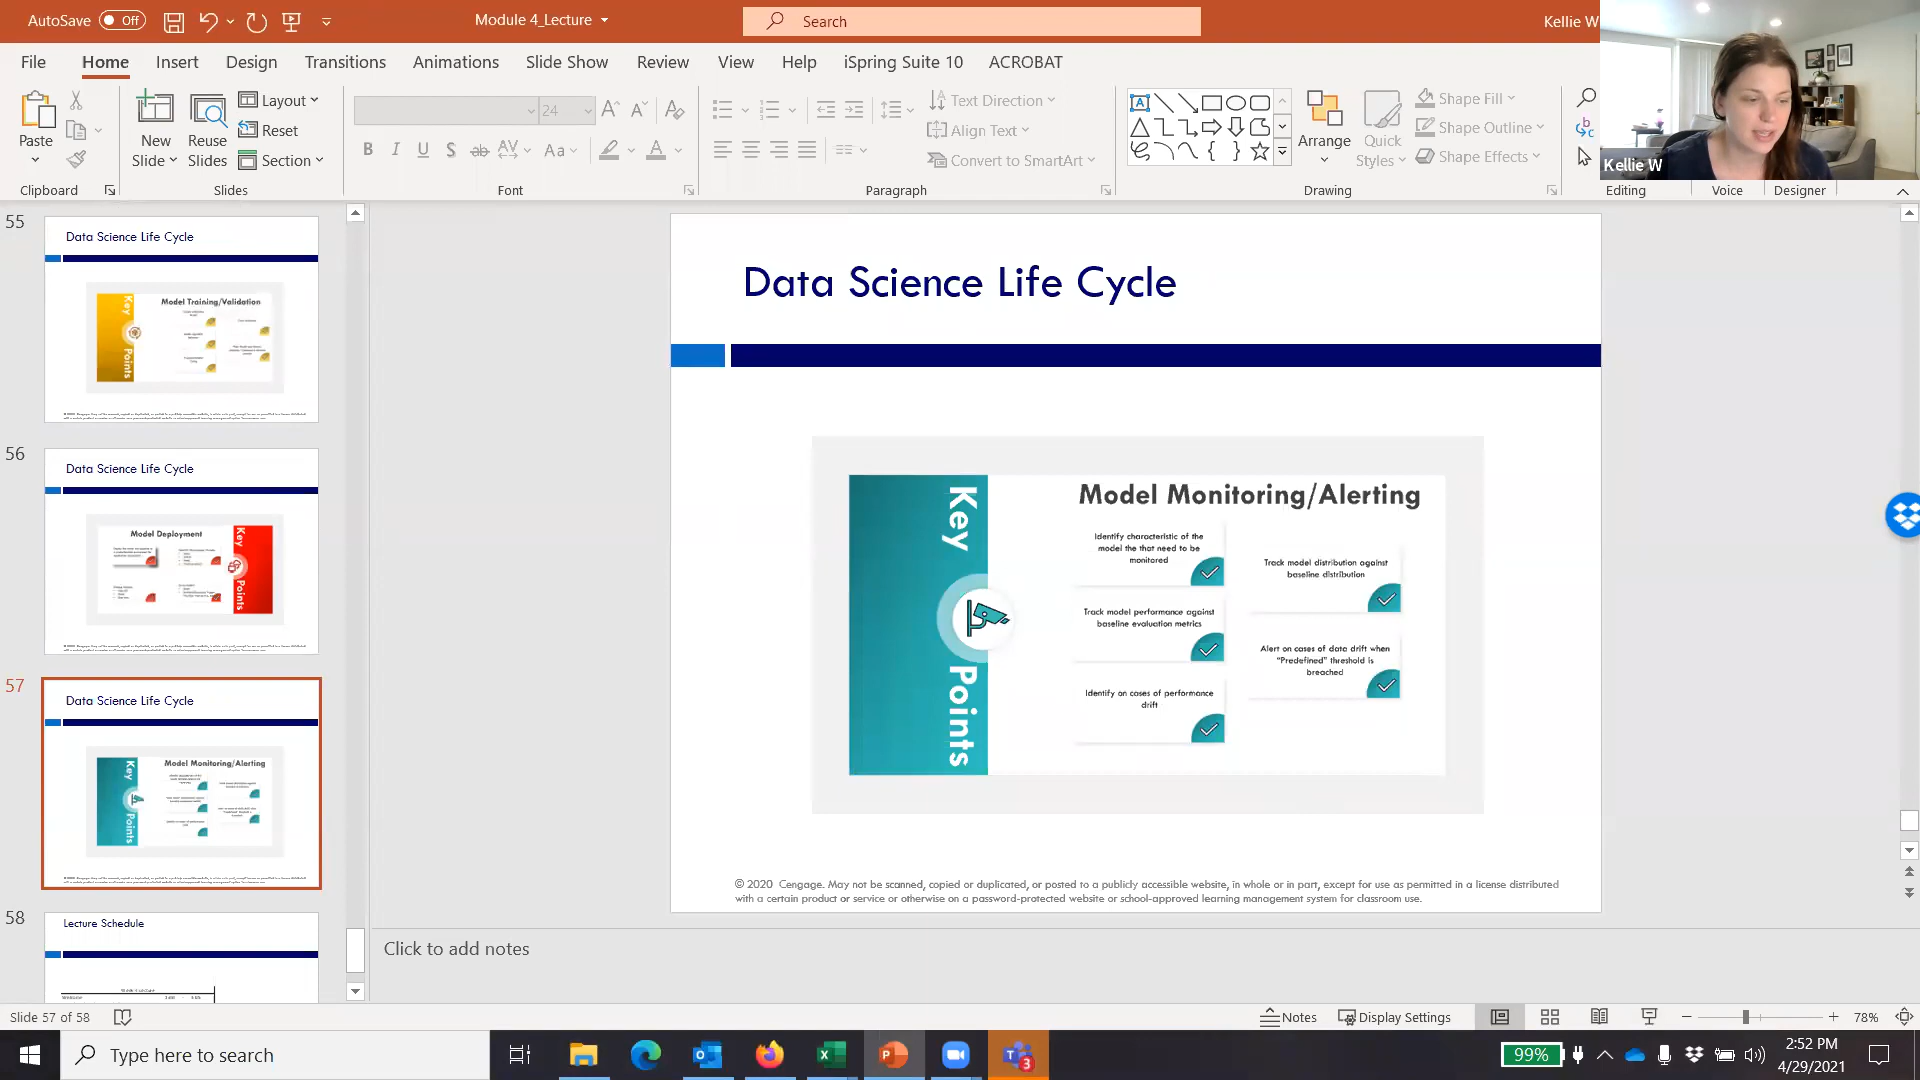 AutoSave Off
Module 4_Lecture
Search
Kellie W
File Home Insert Design Transitions Animations Slide Show Review View Help iSpring Suite 10 ACROBAT
Paste
New
Slide
Reuse
Slides
Layout
Reset
Section
24
Text Direction
Align Text
Convert to SmartArt
Arrange
Quick
Styles
Shape Fill
Shape Outline
Shape Effects
Kellie W
Clipboard Slides Font Paragraph Drawing Editing Voice Designer
55
Data Science Life Cycle
Key Points
Model Training/Validation
56
Data Science Life Cycle
Model Deployment
Key Points
57
Data Science Life Cycle
Key Points
Model Monitoring/Alerting
58
Lecture Schedule
Data Science Life Cycle
Key Points
Model Monitoring/Alerting
Identify characteristic of the
model the that need to be
monitored
Track model performance against
baseline evaluation metrics
Identify on cases of performance
drift
Track model distribution against
baseline distribution
Alert on cases of data drift when
"Predefined" threshold is
breached
© 2020 Cengage. May not be scanned, copied or duplicated, or posted to a publicly accessible website, in whole or in part, except for use as permitted in a license distributed
with a certain product or service or otherwise on a password-protected website or school-approved learning management system for classroom use.
Click to add notes
Slide 57 of 58
Notes
Display Settings
78%
Type here to search
3
99%
2:52 PM
4/29/2021